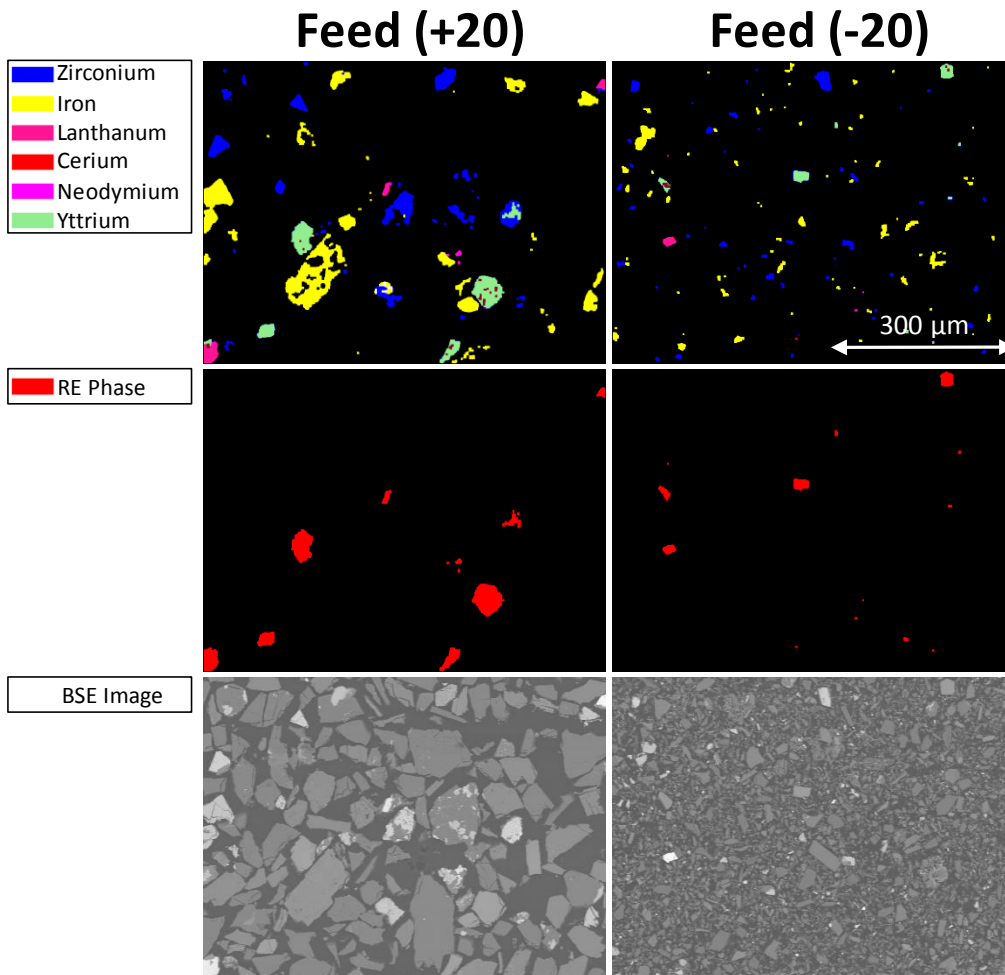 Feed (+20)
Feed (-20)
Zirconium
Iron
Lanthanum
Cerium
Neodymium
Yttrium
300 µm
RE Phase
BSE Image